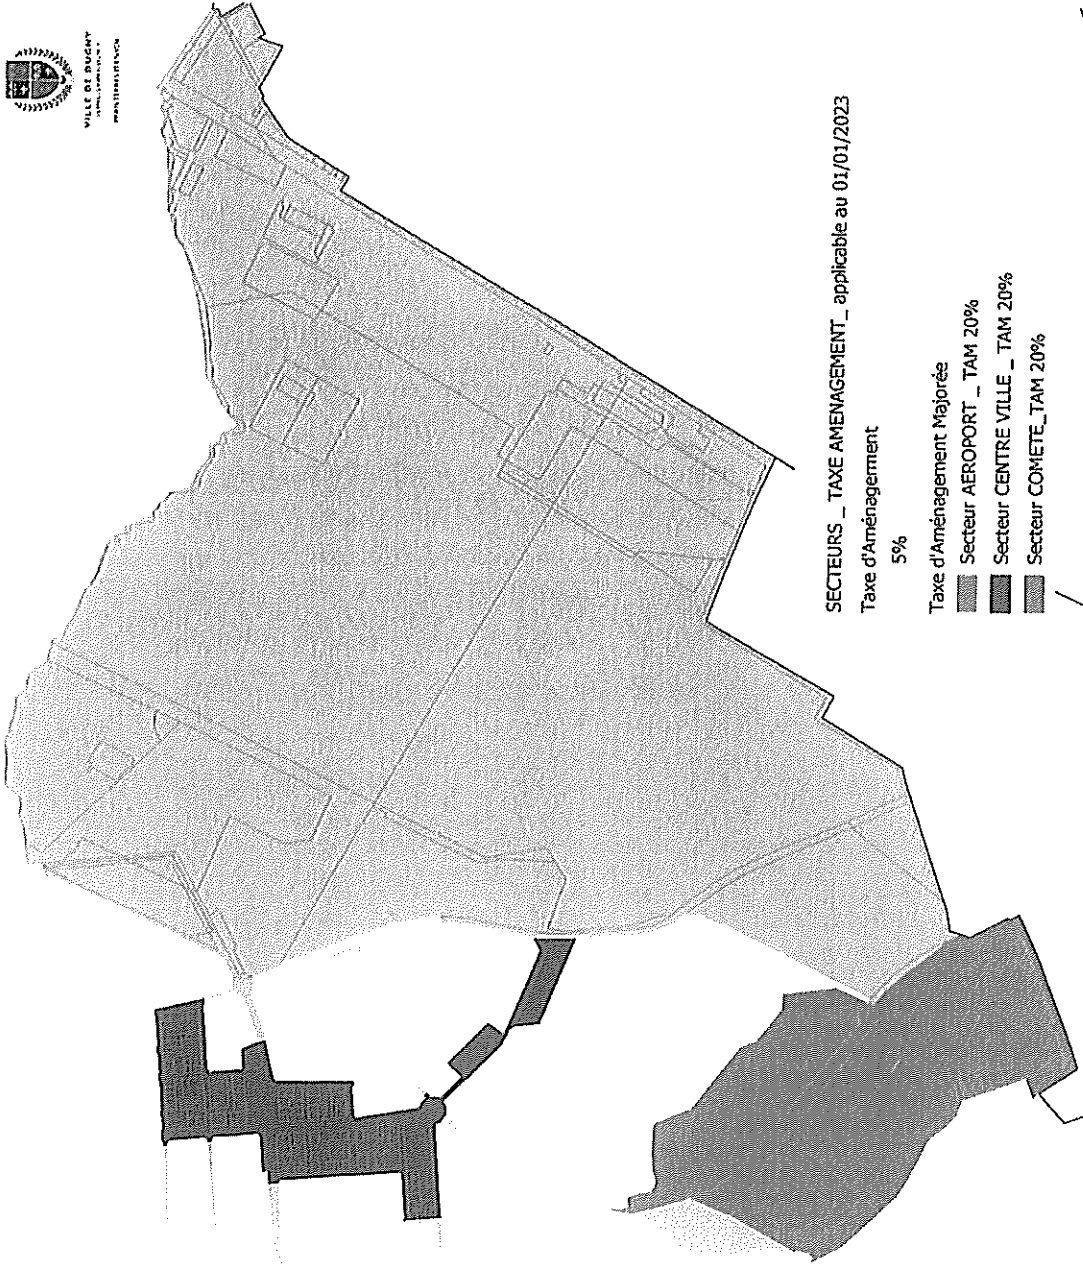 VILLE DE DUGNY
SECTEURS _ TAXE AMENAGEMENT_ applicable au 01/01/2023
Taxe d'Aménagement
5%
Taxe d'Aménagement Majorée
Secteur AEROPORT _ TAM 20%
Secteur CENTRE VILLE _ TAM 20%
Secteur COMETE_TAM 20%